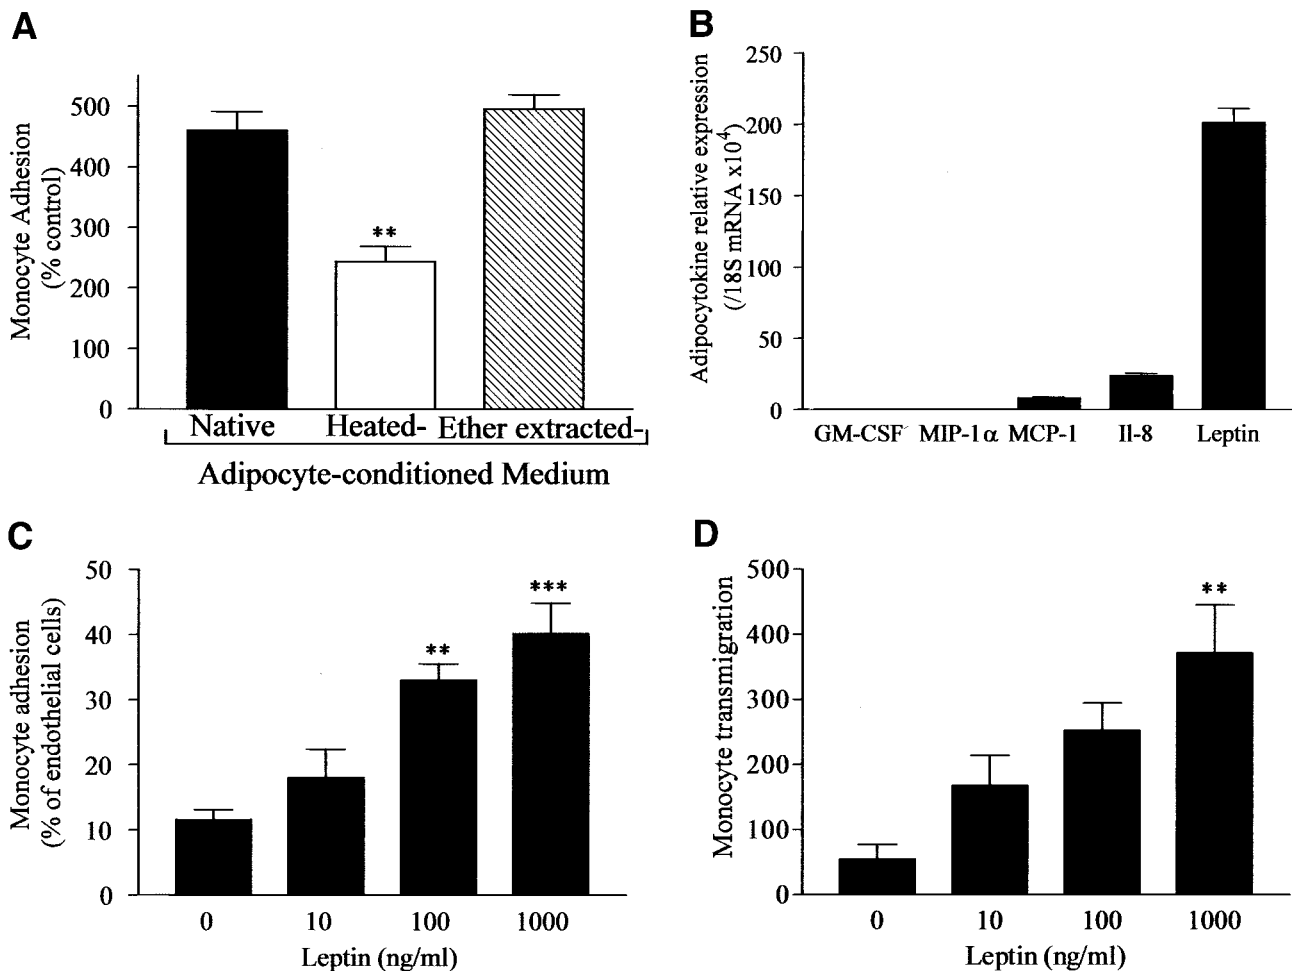 A
Monocyte Adhesion
(% control)
500
400
300
200
100
0
**
Native Heated- Ether extracted-
Adipocyte-conditioned Medium
B
Adipocytokine relative expression
(/18S mRNA x10⁴)
250
200
150
100
50
0
GM-CSF MIP-1α MCP-1 Il-8 Leptin
C
Monocyte adhesion
(% of endothelial cells)
50
40
30
20
10
0
**
***
0 10 100 1000
Leptin (ng/ml)
D
Monocyte transmigration
500
400
300
200
100
0
**
0 10 100 1000
Leptin (ng/ml)